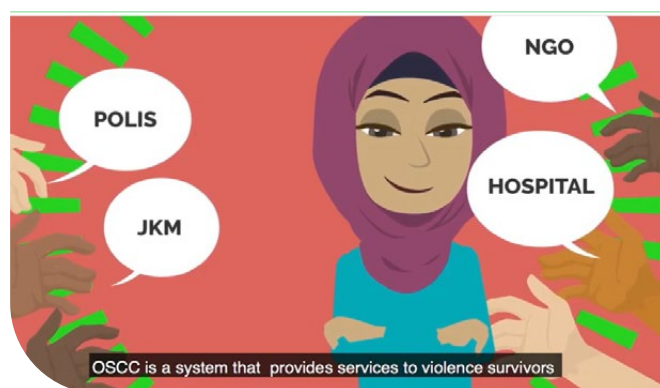 NGO
POLIS
HOSPITAL
JKM
OSCC is a system that provides services to violence survivors